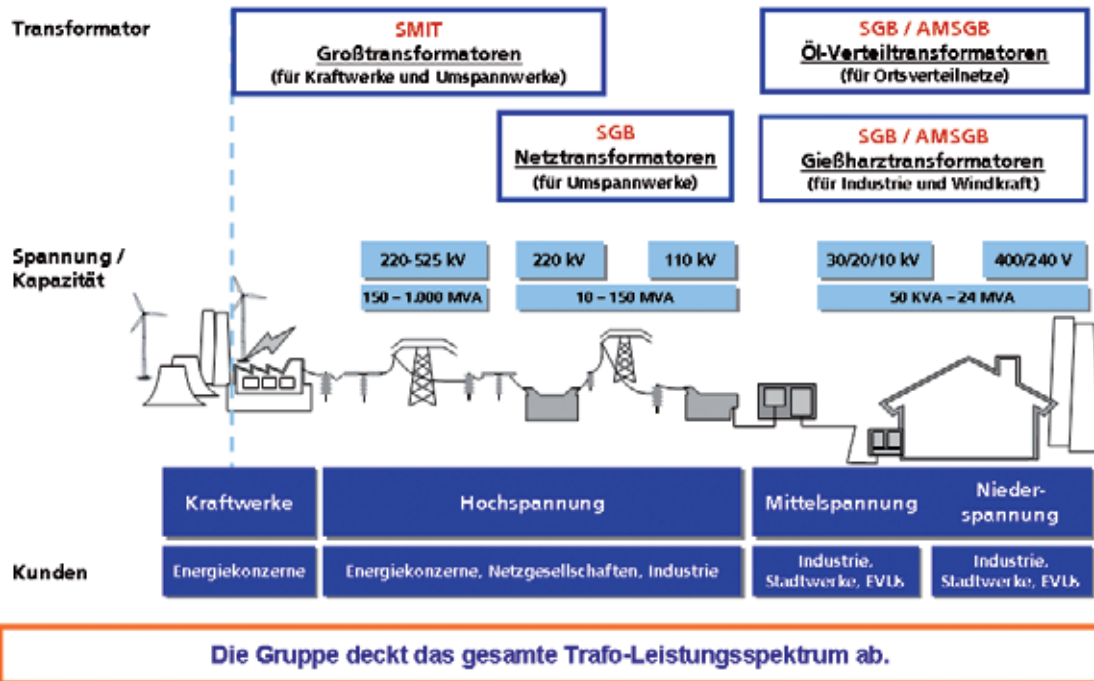 Transformator
SMIT
Großtransformatoren
(für Kraftwerke und Umspannwerke)
SGB / AMSGB
Öl-Verteiltransformatoren
(für Ortsverteilnetze)
SGB
Netztransformatoren
(für Umspannwerke)
SGB / AMSGB
Gießharztransformatoren
(für Industrie und Windkraft)
Spannung /
Kapazität
220-525 kV
220 kV
110 kV
30/20/10 kV
400/240 V
150 – 1.000 MVA
10 – 150 MVA
50 KVA – 24 MVA
Kraftwerke
Hochspannung
Mittelspannung
Nieder-
spannung
Kunden
Energiekonzerne
Energiekonzerne, Netzgesellschaften, Industrie
Industrie,
Stadtwerke, EVUs
Industrie,
Stadtwerke, EVUs
Die Gruppe deckt das gesamte Trafo-Leistungsspektrum ab.